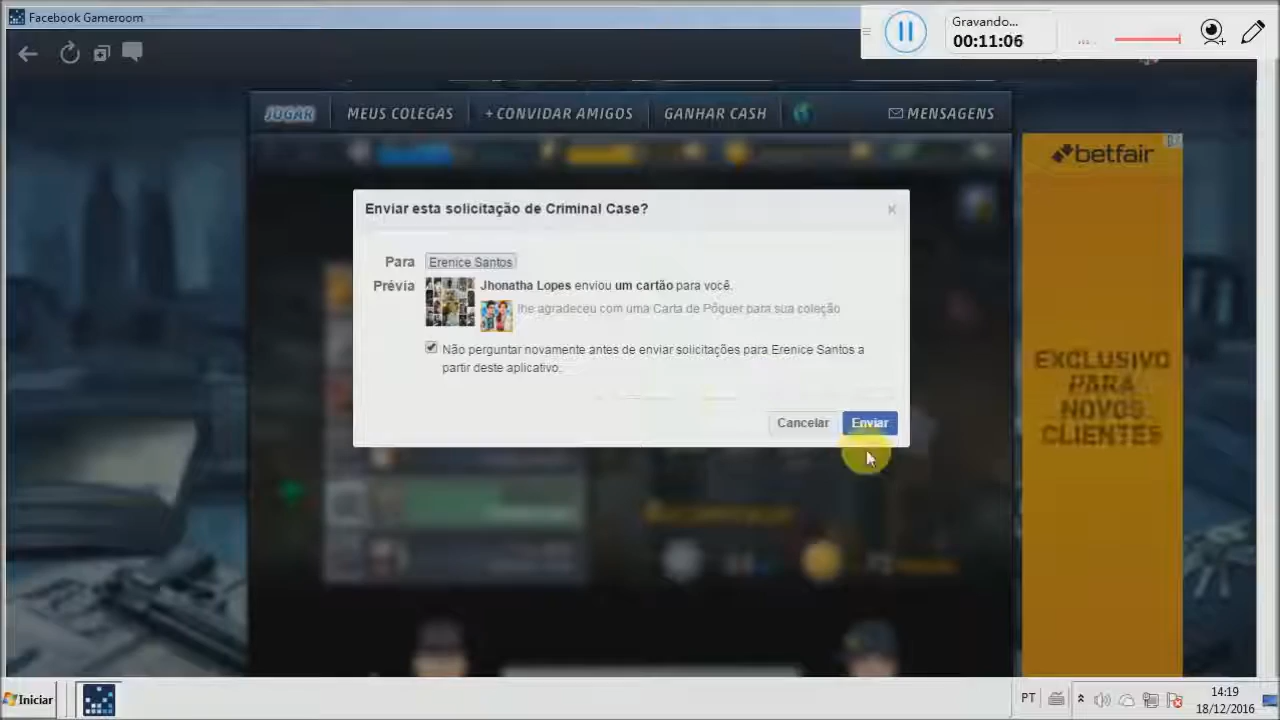 Facebook Gameroom
Gravando...
00:11:06
JOGAR
MEUS COLEGAS
+ CONVIDAR AMIGOS
GANHAR CASH
MENSAGENS
betfair
Enviar esta solicitação de Criminal Case?
Para Erenice Santos
Prévia Jhonatha Lopes enviou um cartão para você.
lhe agradeceu com uma Carta de Pôquer para sua coleção
Não perguntar novamente antes de enviar solicitações para Erenice Santos a
partir deste aplicativo.
Cancelar Enviar
EXCLUSIVO
PARA
NOVOS
CLIENTES
Iniciar
PT
14:19
18/12/2016